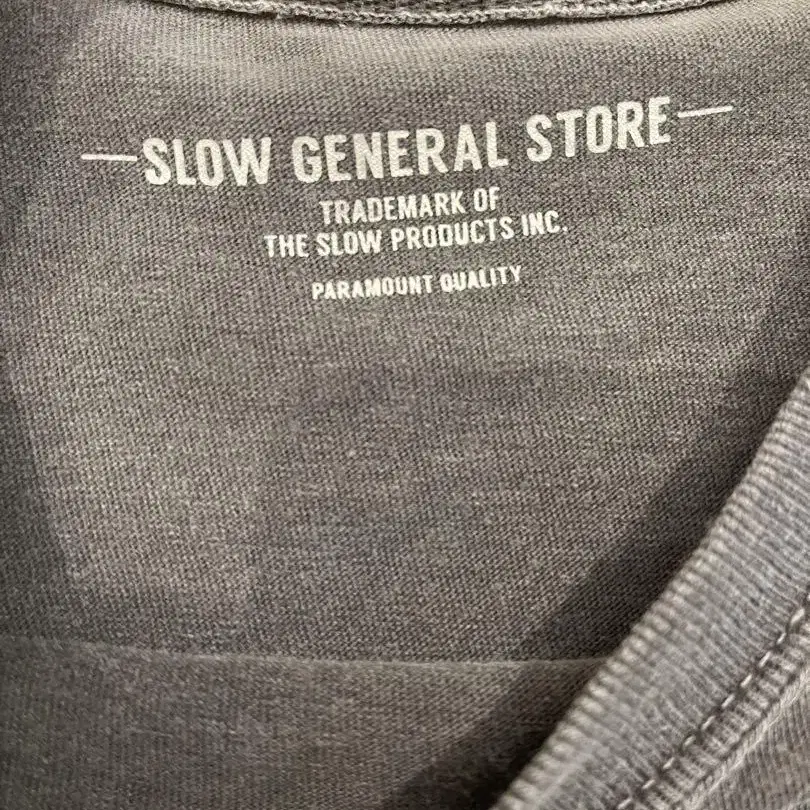 SLOW GENERAL STORE
TRADEMARK OF
THE SLOW PRODUCTS INC.
PARAMOUNT QUALITY